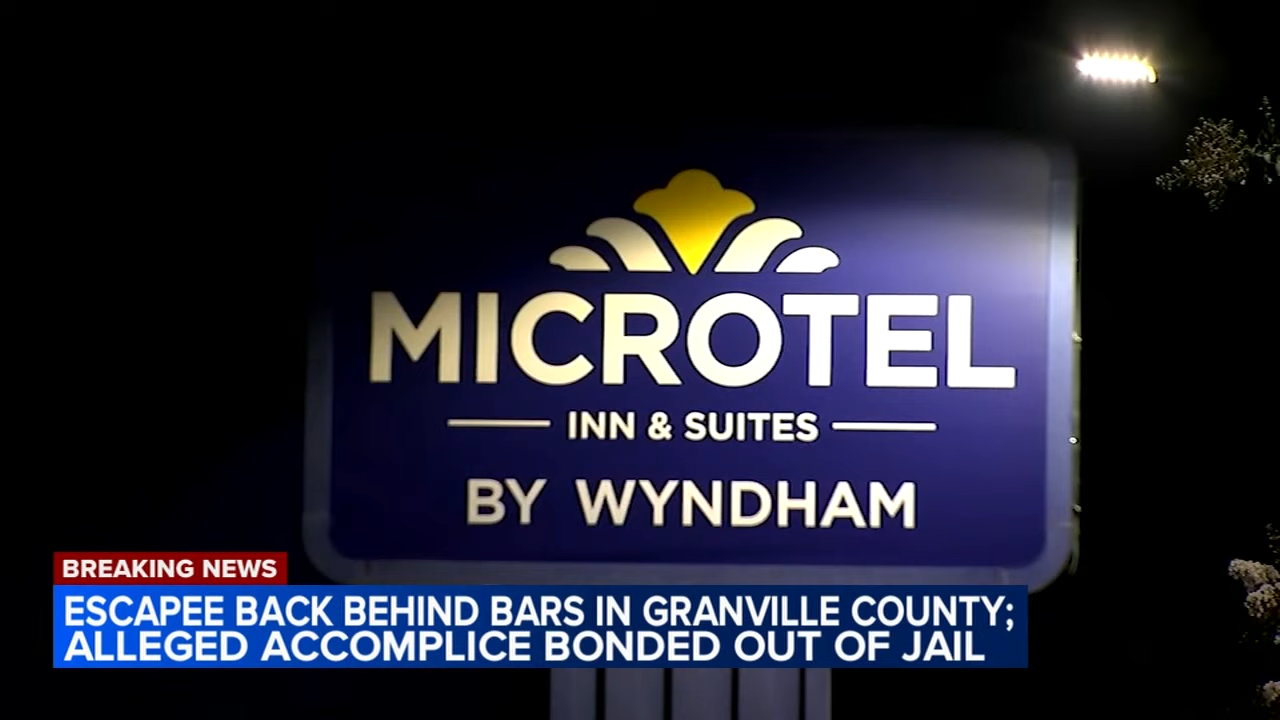 MICROTEL
INN & SUITES
BY WYNDHAM
BREAKING NEWS
ESCAPEE BACK BEHIND BARS IN GRANVILLE COUNTY;
ALLEGED ACCOMPLICE BONDED OUT OF JAIL